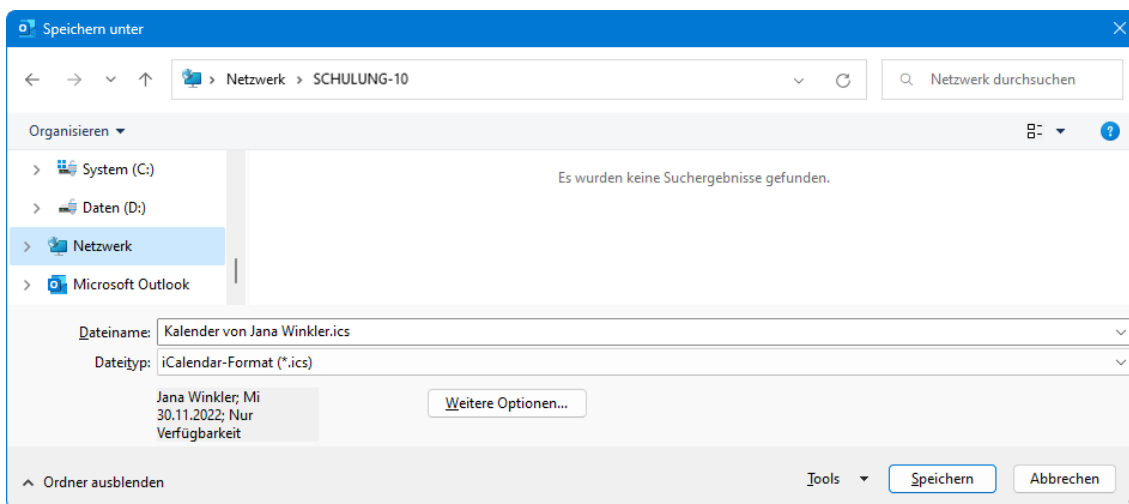 Speichern unter
Netzwerk > SCHULUNG-10
Netzwerk durchsuchen
Organisieren
System (C:)
Daten (D:)
Netzwerk
Microsoft Outlook
Es wurden keine Suchergebnisse gefunden.
Dateiname: Kalender von Jana Winkler.ics
Dateityp: iCalendar-Format (*.ics)
Jana Winkler; Mi
30.11.2022; Nur
Verfügbarkeit
Weitere Optionen...
Ordner ausblenden
Tools
Speichern
Abbrechen